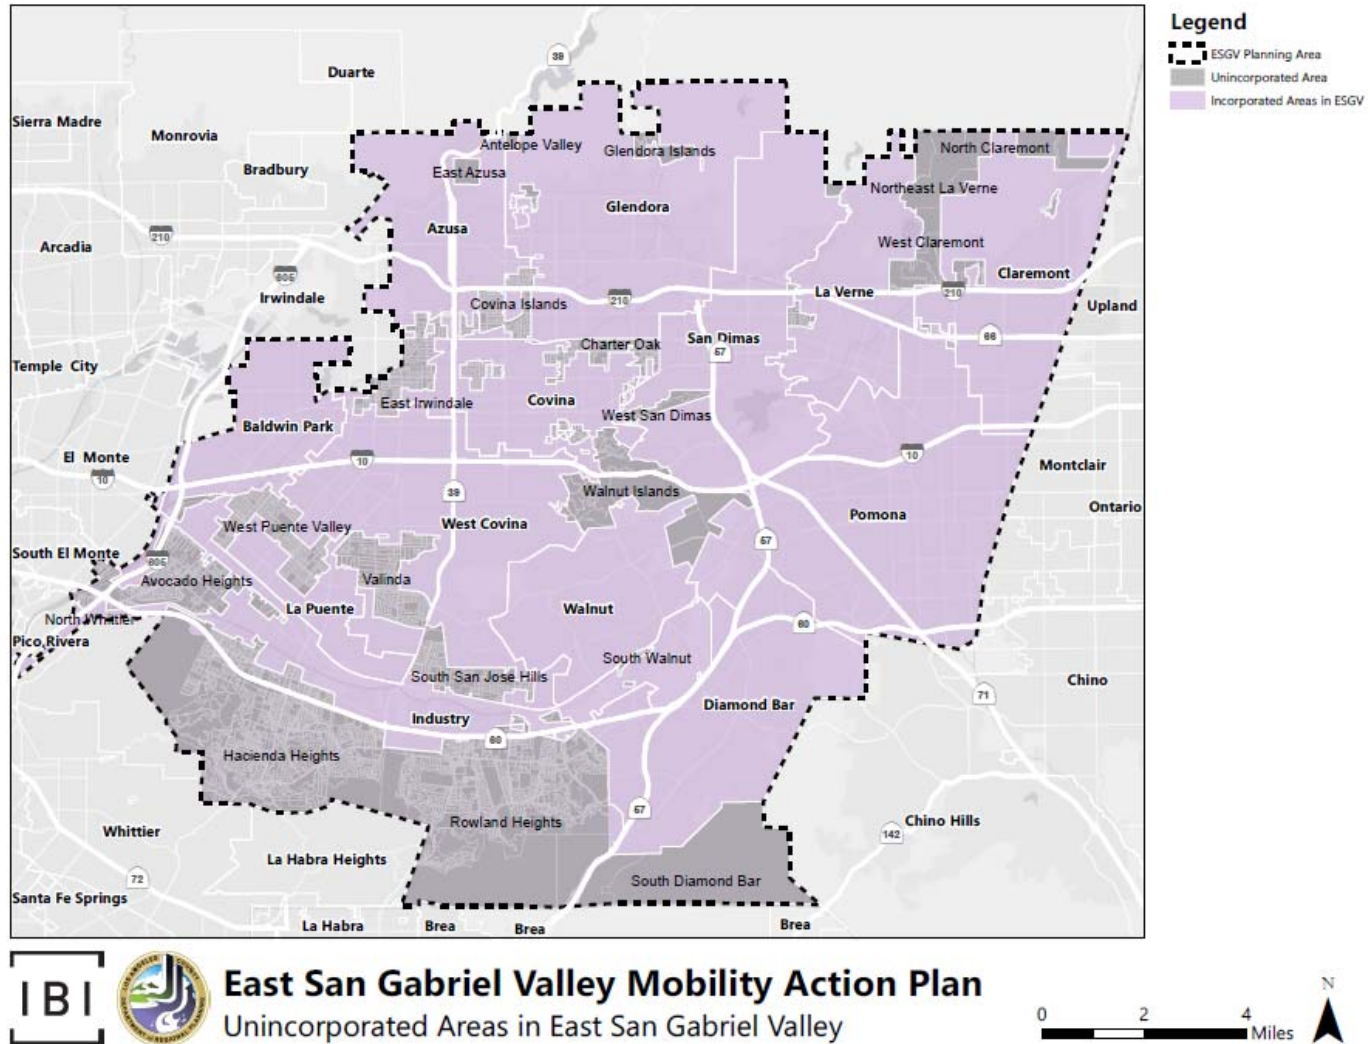 Legend
ESGV Planning Area
Unincorporated Area
Incorporated Areas in ESGV
39
Duarte
Sierra Madre
Monrovia
Antelope Valley
Glendora Islands
North Claremont
Bradbury
East Azusa
Northeast La Verne
Glendora
Azusa
210
Arcadia
West Claremont
605
Claremont
Irwindale
210
La Verne
210
Covina Islands
Upland
66
Charter Oak
San Dimas
57
Temple City
East Irwindale
Covina
West San Dimas
Baldwin Park
El Monte
10
10
10
Montclair
39
Walnut Islands
Ontario
West Puente Valley
West Covina
Pomona
57
South El Monte
605
Avocado Heights
Valinda
La Puente
Walnut
North Whittier
60
Pico Rivera
South Walnut
South San Jose Hills
Chino
71
Industry
Diamond Bar
60
Hacienda Heights
57
Rowland Heights
Chino Hills
142
Whittier
La Habra Heights
72
South Diamond Bar
Santa Fe Springs
La Habra
Brea
Brea
Brea
IBI
East San Gabriel Valley Mobility Action Plan
Unincorporated Areas in East San Gabriel Valley
0 2 4
Miles
N